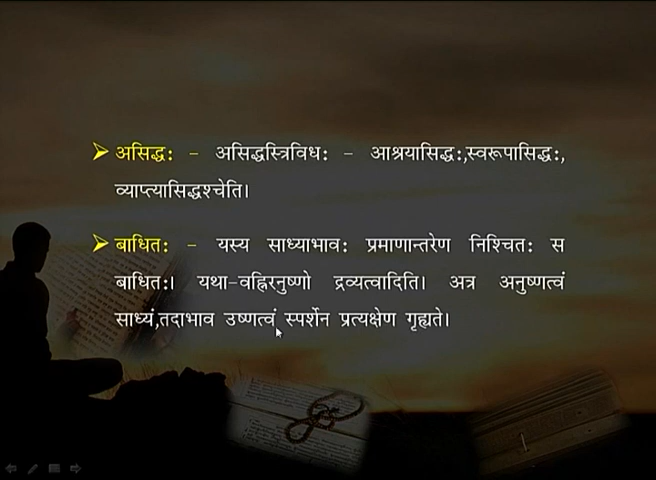 असिद्ध: - असिद्धस्त्रिविध: - आश्रयासिद्ध:,स्वरूपासिद्ध:,
व्याप्त्यासिद्धश्चेति।
बाधित: - यस्य साध्याभाव: प्रमाणान्तरेण निश्चित: स
बाधित:। यथा-वह्निरनुष्णो द्रव्यत्वादिति। अत्र अनुष्णत्वं
साध्यं,तदाभाव उष्णत्वं स्पर्शेन प्रत्यक्षेण गृह्यते।